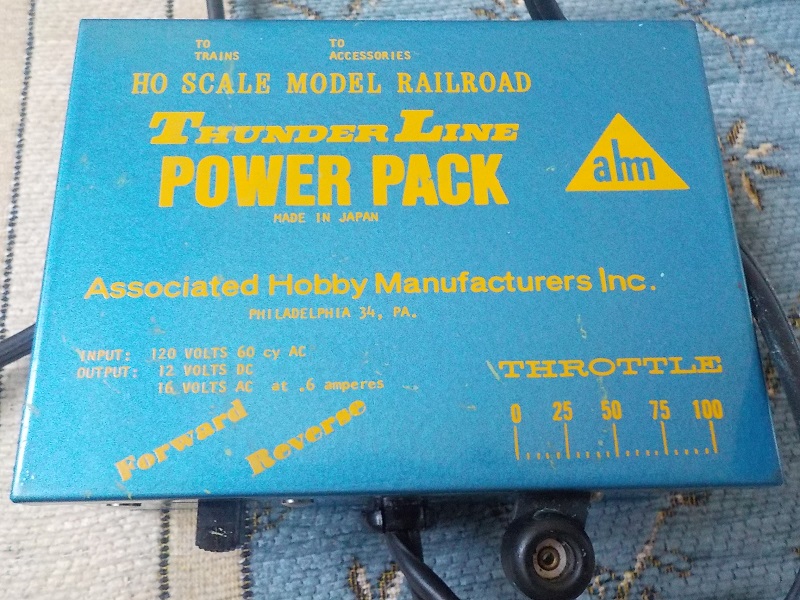 TO TRAINS
TO ACCESSORIES
HO SCALE MODEL RAILROAD
THUNDER LINE
POWER PACK
MADE IN JAPAN
ahm
Associated Hobby Manufacturers Inc.
PHILADELPHIA 34, PA.
INPUT: 120 VOLTS 60 cy AC
OUTPUT: 12 VOLTS DC
16 VOLTS AC at .6 amperes
Forward
Reverse
THROTTLE
0 25 50 75 100